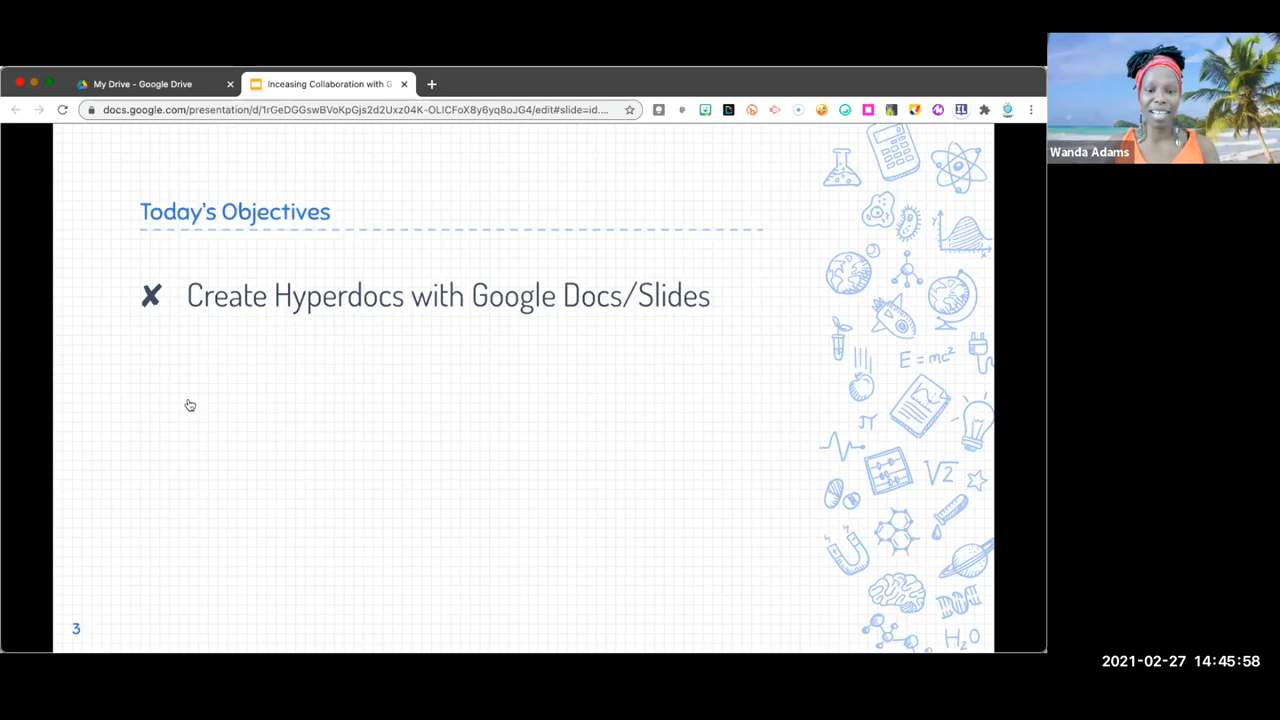 My Drive - Google Drive
Inceasing Collaboration with G
docs.google.com/presentation/d/1rGeDGGswBVoKpGjs2d2Uxz04K-OLICFoX8y6yq8oJG4/edit#slide=id....
Wanda Adams
Today's Objectives
✘ Create Hyperdocs with Google Docs/Slides
y
x
E=mc²
π
√2
H₂O
3
2021-02-27 14:45:58